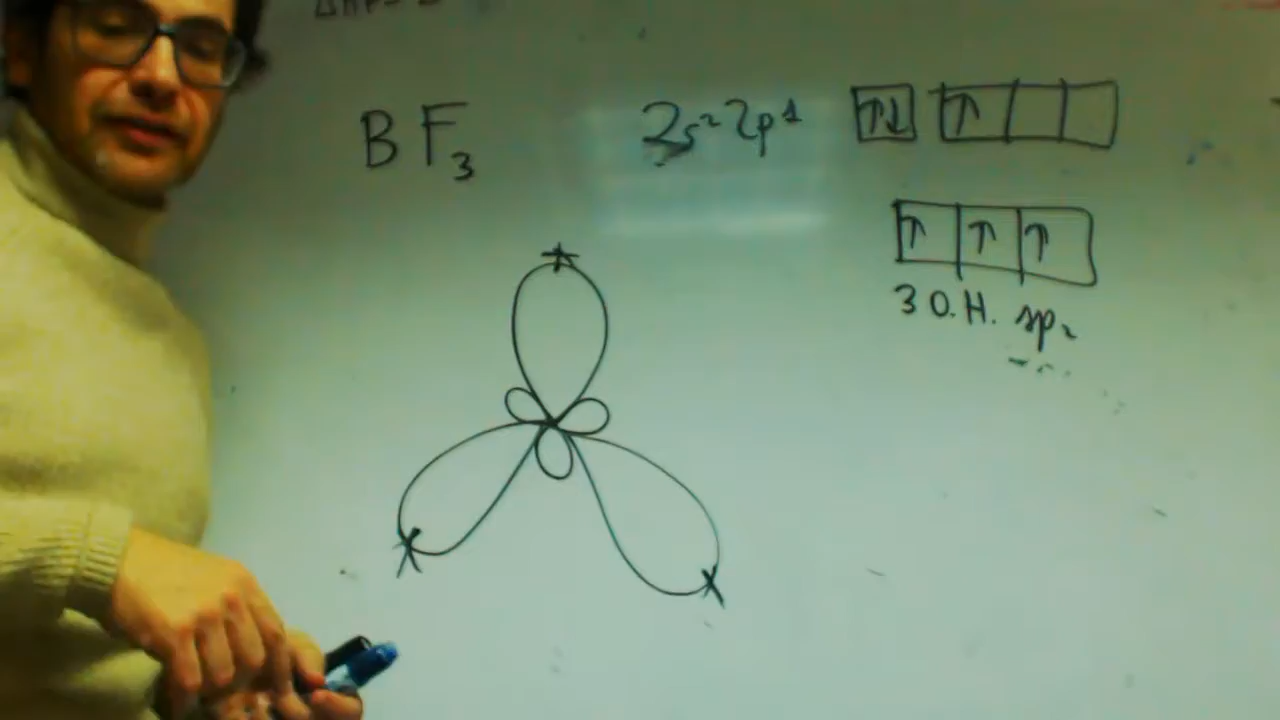 BF₃ 2s² 2p¹ ↑↓ ↑
↑ ↑ ↑
3 O.H. sp₂